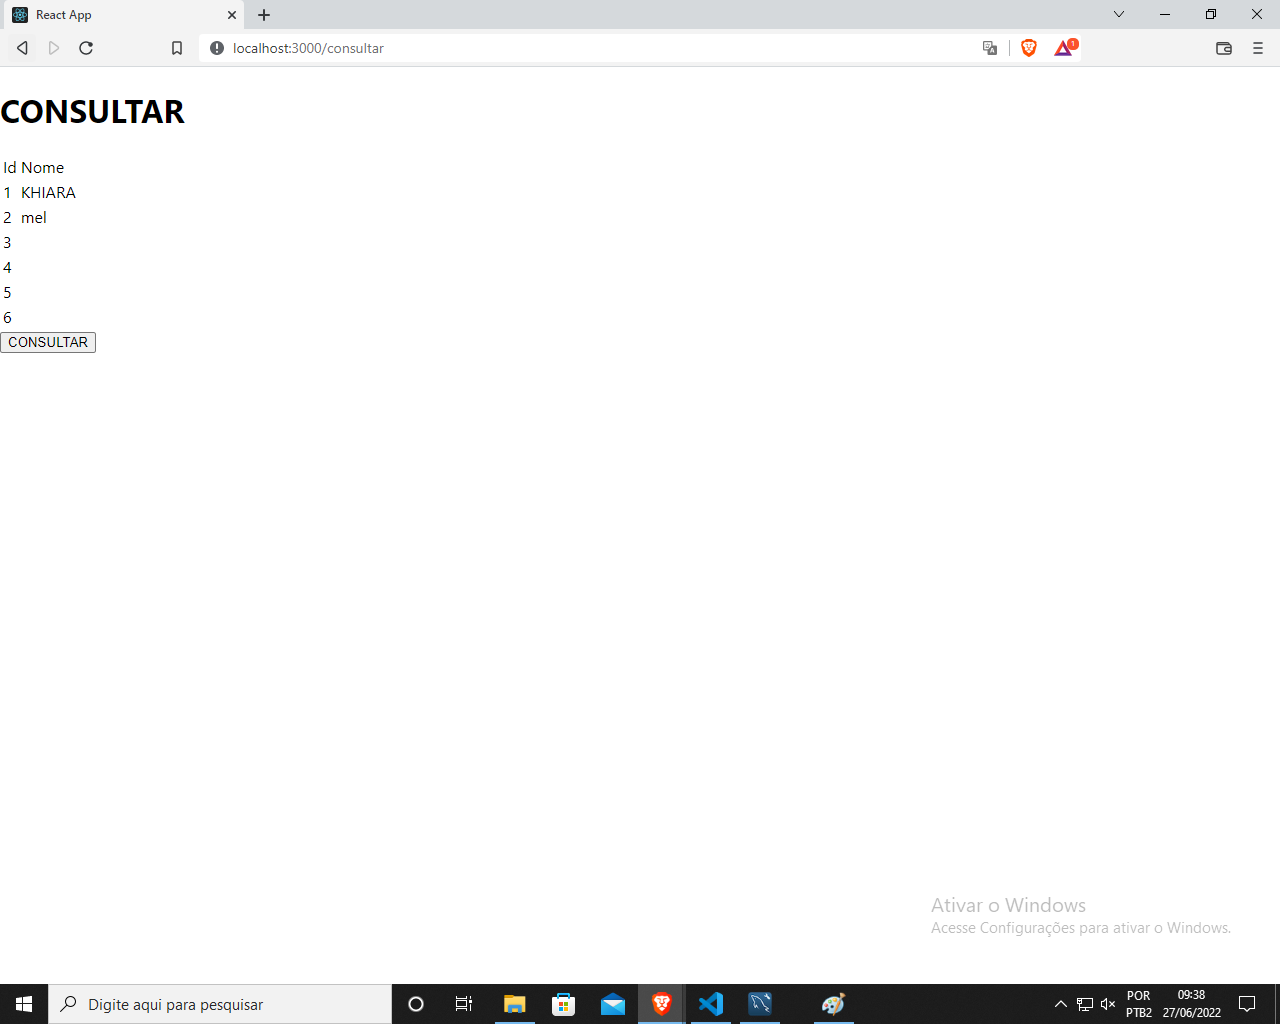 React App
localhost:3000/consultar
1
CONSULTAR
Id Nome
1 KHIARA
2 mel
3
4
5
6
CONSULTAR
Ativar o Windows
Acesse Configurações para ativar o Windows.
Digite aqui para pesquisar
POR
PTB2
09:38
27/06/2022